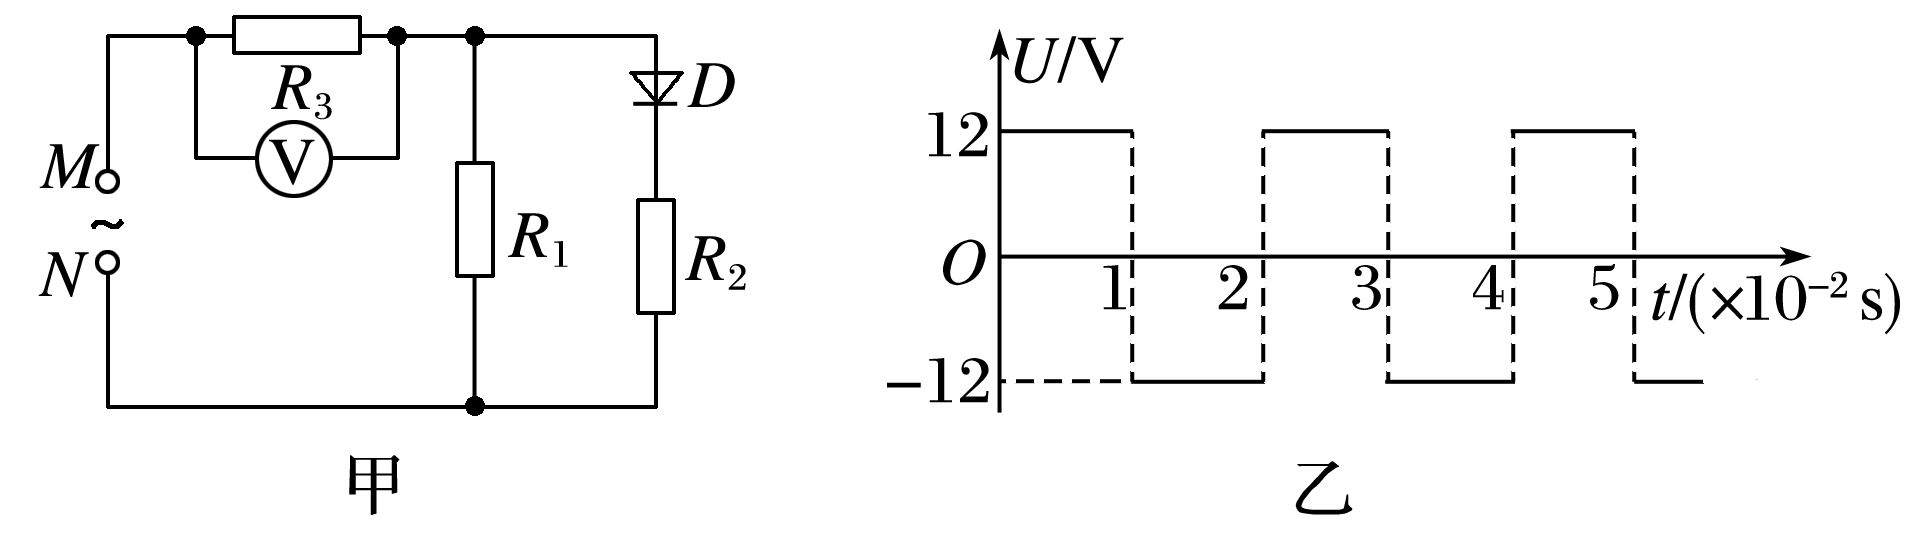 R₃
V
M
~
N
R₁
D
R₂
甲
U/V
12
O
1 2 3 4 5
t/(×10⁻² s)
−12
乙